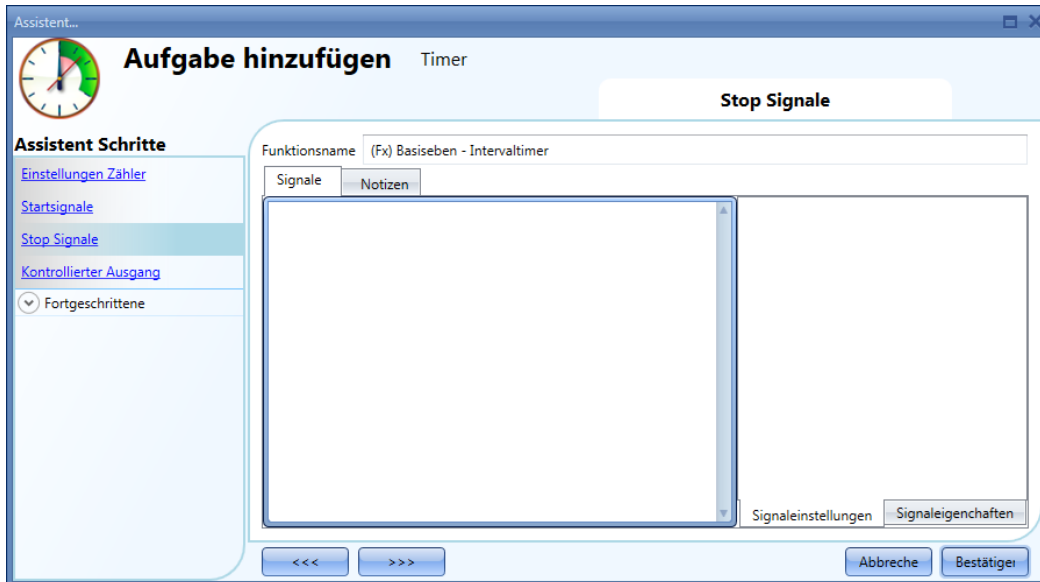 Assistent...
Aufgabe hinzufügen Timer
Stop Signale
Assistent Schritte
Einstellungen Zähler
Startsignale
Stop Signale
Kontrollierter Ausgang
Fortgeschrittene
Funktionsname (Fx) Basiseben - Intervaltimer
Signale Notizen
Signaleinstellungen Signaleigenchaften
<<< >>> Abbreche Bestätiger